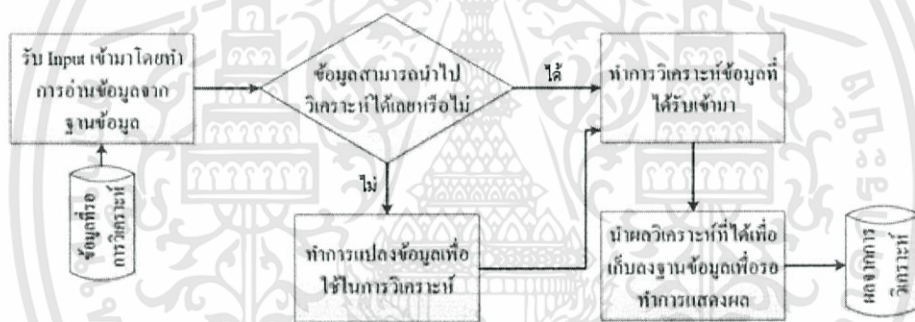 รับ Input เข้ามาโดยทำ
การอ่านข้อมูลจาก
ฐานข้อมูล
ข้อมูลที่รอ
การวิเคราะห์
ข้อมูลสามารถนำไป
วิเคราะห์ได้เลยหรือไม่
ได้
ไม่
ทำการแปลงข้อมูลเพื่อ
ใช้ในการวิเคราะห์
ทำการวิเคราะห์ข้อมูลที่
ได้รับเข้ามา
นำผลวิเคราะห์ที่ได้เพื่อ
เก็บลงฐานข้อมูลเพื่อรอ
ทำการแสดงผล
ผลจากการ
วิเคราะห์